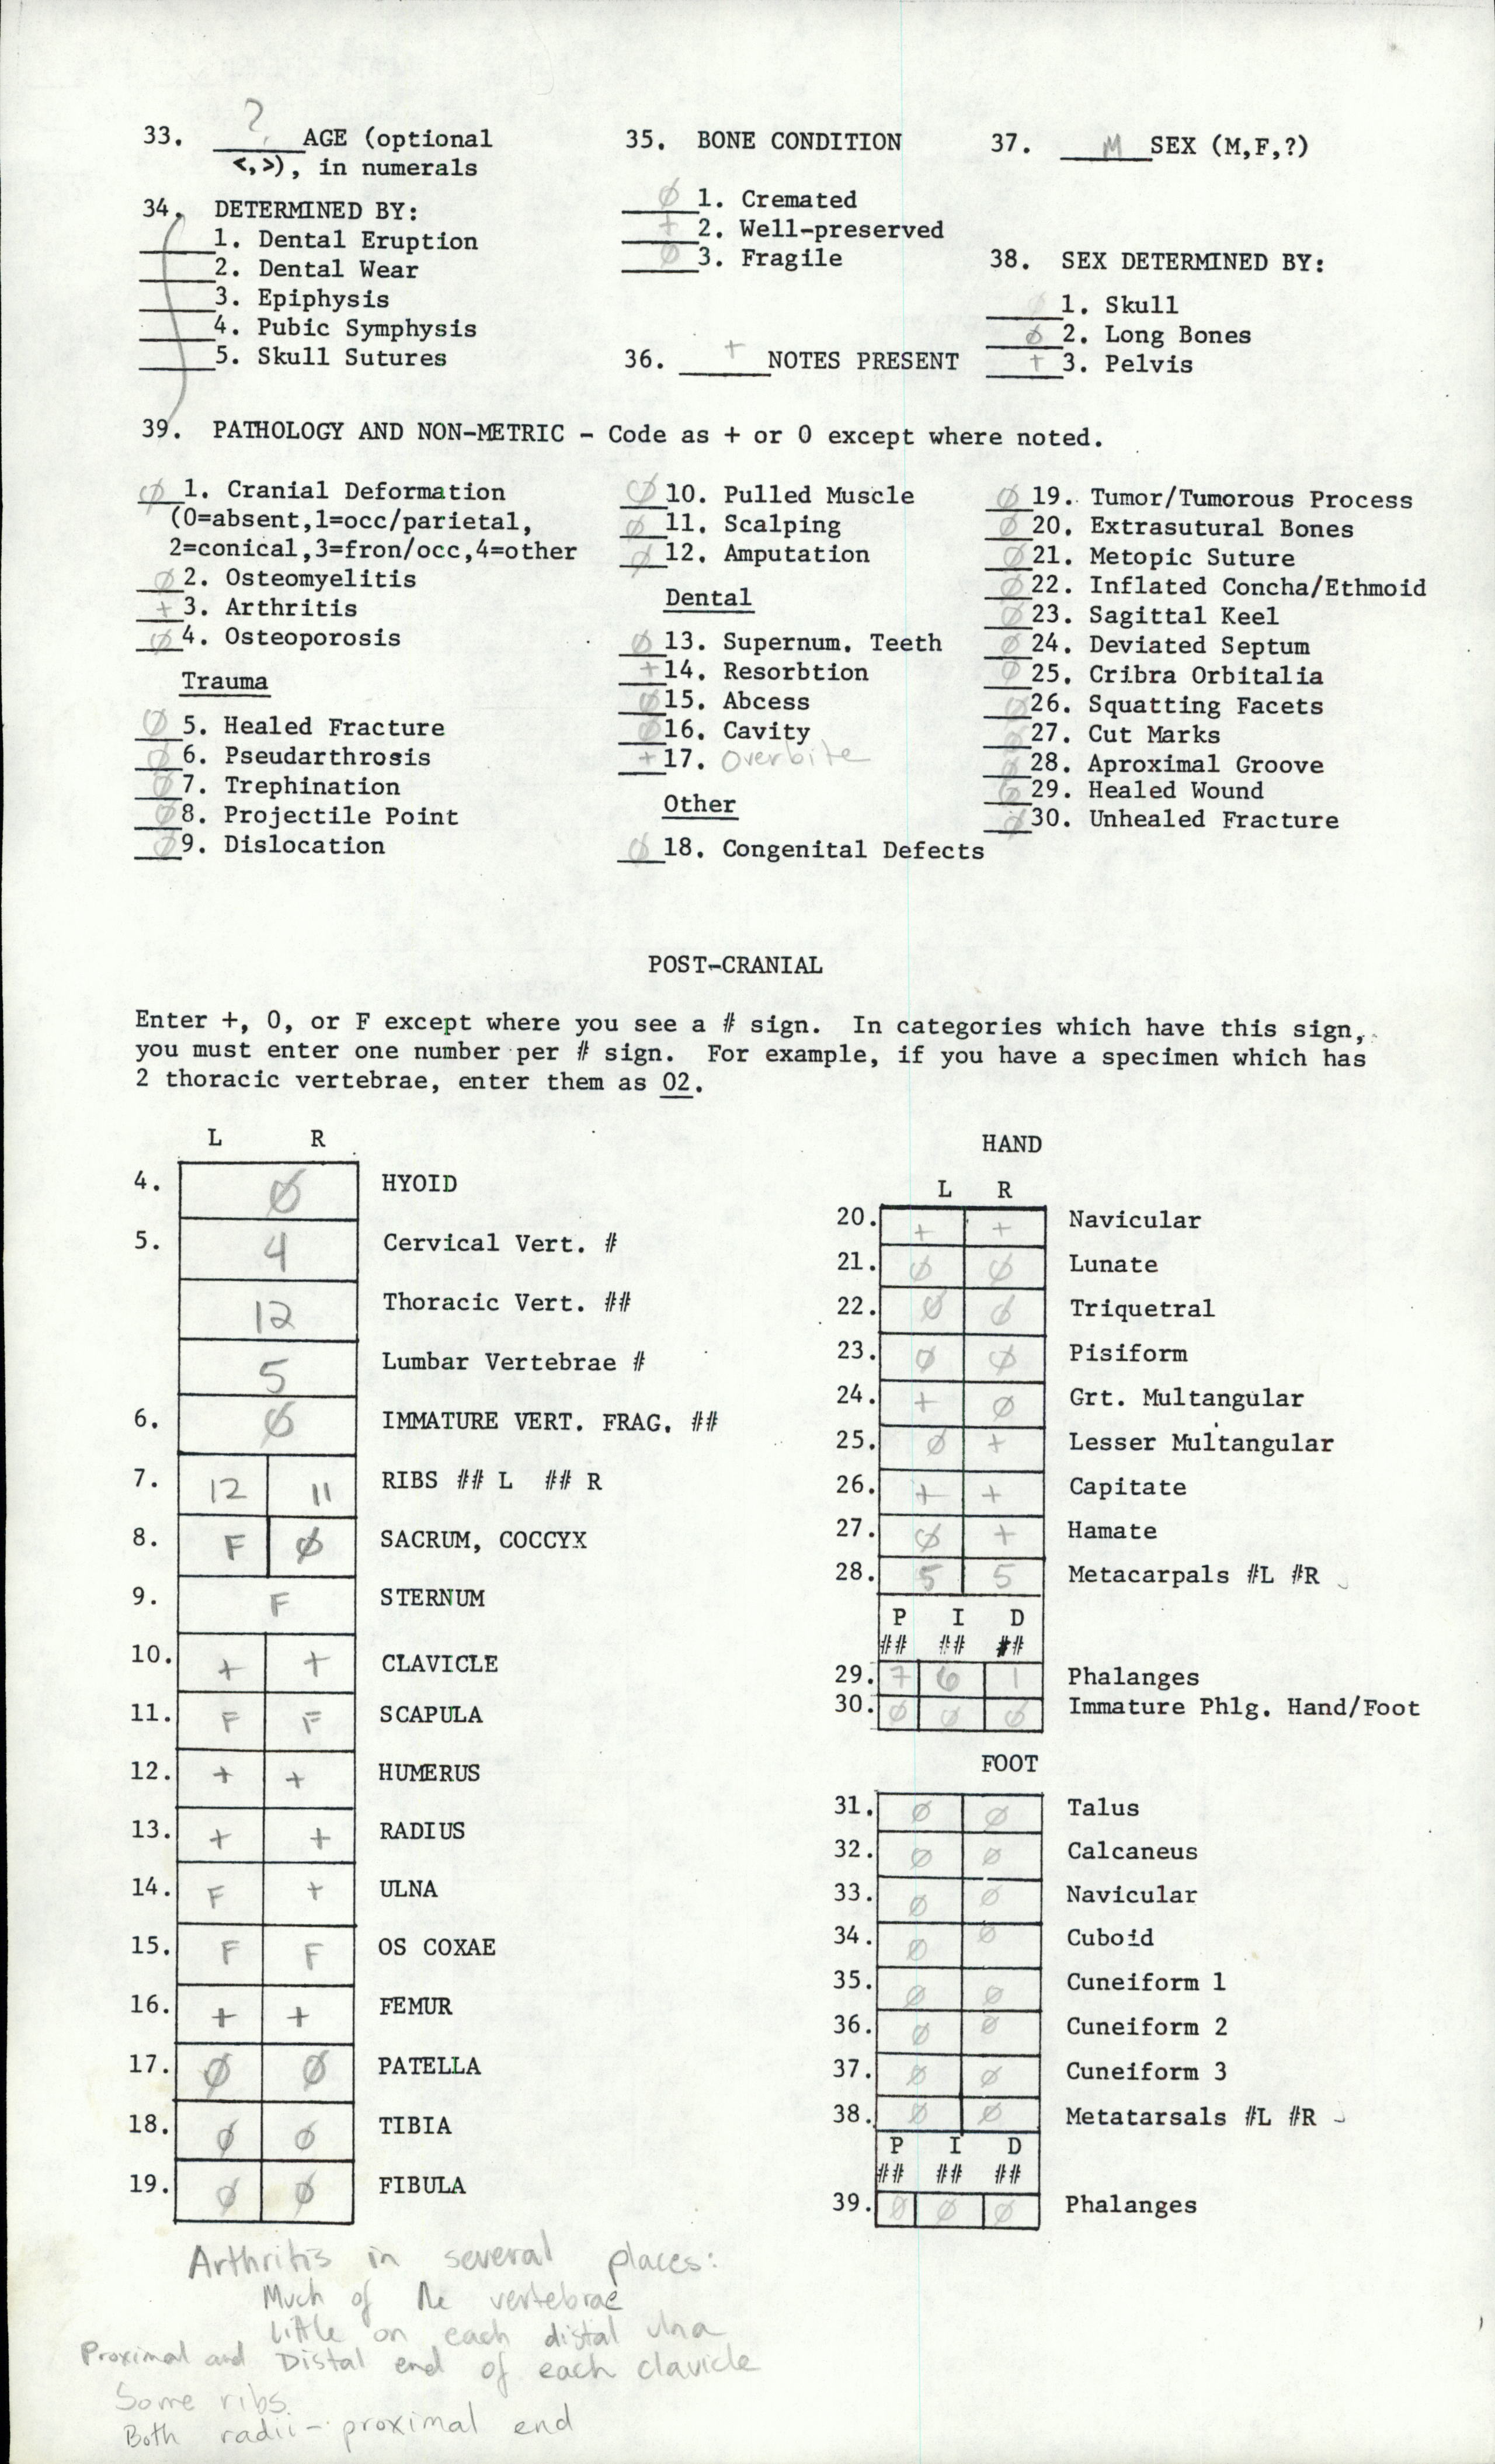 33. ? AGE (optional
<,>), in numerals
34. DETERMINED BY:
1. Dental Eruption
2. Dental Wear
3. Epiphysis
4. Pubic Symphysis
5. Skull Sutures
35. BONE CONDITION
Ø 1. Cremated
+ 2. Well-preserved
Ø 3. Fragile
36. + NOTES PRESENT
37. M SEX (M,F,?)
38. SEX DETERMINED BY:
Ø 1. Skull
Ø 2. Long Bones
+ 3. Pelvis
39. PATHOLOGY AND NON-METRIC - Code as + or 0 except where noted.
Ø 1. Cranial Deformation
(0=absent,1=occ/parietal,
2=conical,3=fron/occ,4=other
Ø 2. Osteomyelitis
+ 3. Arthritis
Ø 4. Osteoporosis
Trauma
Ø 5. Healed Fracture
Ø 6. Pseudarthrosis
Ø 7. Trephination
Ø 8. Projectile Point
Ø 9. Dislocation
Ø 10. Pulled Muscle
Ø 11. Scalping
Ø 12. Amputation
Dental
Ø 13. Supernum. Teeth
+ 14. Resorbtion
Ø 15. Abcess
Ø 16. Cavity
+ 17. Overbite
Other
Ø 18. Congenital Defects
Ø 19. Tumor/Tumorous Process
Ø 20. Extrasutural Bones
Ø 21. Metopic Suture
Ø 22. Inflated Concha/Ethmoid
Ø 23. Sagittal Keel
Ø 24. Deviated Septum
Ø 25. Cribra Orbitalia
Ø 26. Squatting Facets
Ø 27. Cut Marks
Ø 28. Aproximal Groove
Ø 29. Healed Wound
Ø 30. Unhealed Fracture
POST-CRANIAL
Enter +, 0, or F except where you see a # sign. In categories which have this sign,
you must enter one number per # sign. For example, if you have a specimen which has
2 thoracic vertebrae, enter them as 02.
L R
4. Ø HYOID
5. 4 Cervical Vert. #
12 Thoracic Vert. ##
5 Lumbar Vertebrae #
6. Ø IMMATURE VERT. FRAG. ##
7. 12 11 RIBS ## L ## R
8. F Ø SACRUM, COCCYX
9. F STERNUM
10. + + CLAVICLE
11. F F SCAPULA
12. + + HUMERUS
13. + + RADIUS
14. F + ULNA
15. F F OS COXAE
16. + + FEMUR
17. Ø Ø PATELLA
18. Ø Ø TIBIA
19. Ø Ø FIBULA
HAND
L R
20. + + Navicular
21. Ø Ø Lunate
22. Ø Ø Triquetral
23. Ø Ø Pisiform
24. + Ø Grt. Multangular
25. Ø + Lesser Multangular
26. + + Capitate
27. Ø + Hamate
28. 5 5 Metacarpals #L #R
P I D
## ## ##
29. 7 6 1 Phalanges
30. Ø Ø Ø Immature Phlg. Hand/Foot
FOOT
31. Ø Ø Talus
32. Ø Ø Calcaneus
33. Ø Ø Navicular
34. Ø Ø Cuboid
35. Ø Ø Cuneiform 1
36. Ø Ø Cuneiform 2
37. Ø Ø Cuneiform 3
38. Ø Ø Metatarsals #L #R
P I D
## ## ##
39. Ø Ø Ø Phalanges
Arthritis in several places:
Much of the vertebrae
little on each distal ulna
Proximal and Distal end of each clavicle
Some ribs
Both radii - proximal end